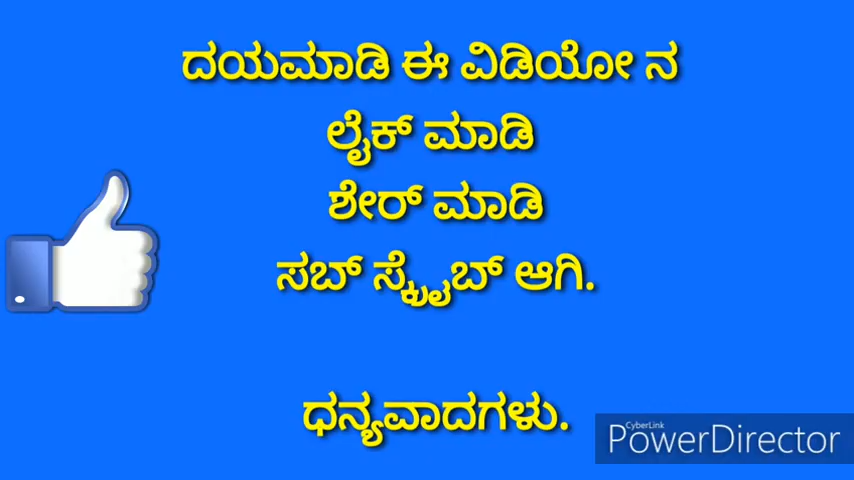 ದಯಮಾಡಿ ಈ ವಿಡಿಯೋ ನ
ಲೈಕ್ ಮಾಡಿ
ಶೇರ್ ಮಾಡಿ
ಸಬ್ ಸ್ಕ್ರೈಬ್ ಆಗಿ.
ಧನ್ಯವಾದಗಳು.
CyberLink
PowerDirector